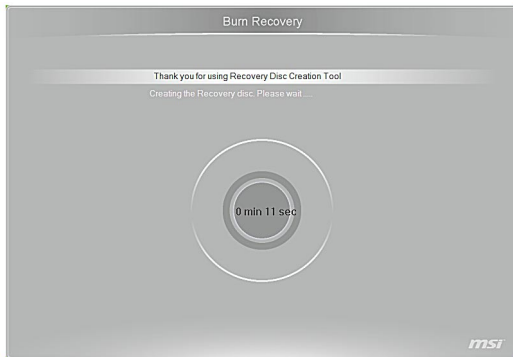 Burn Recovery
Thank you for using Recovery Disc Creation Tool
Creating the Recovery disc. Please wait.....
0 min 11 sec
msi